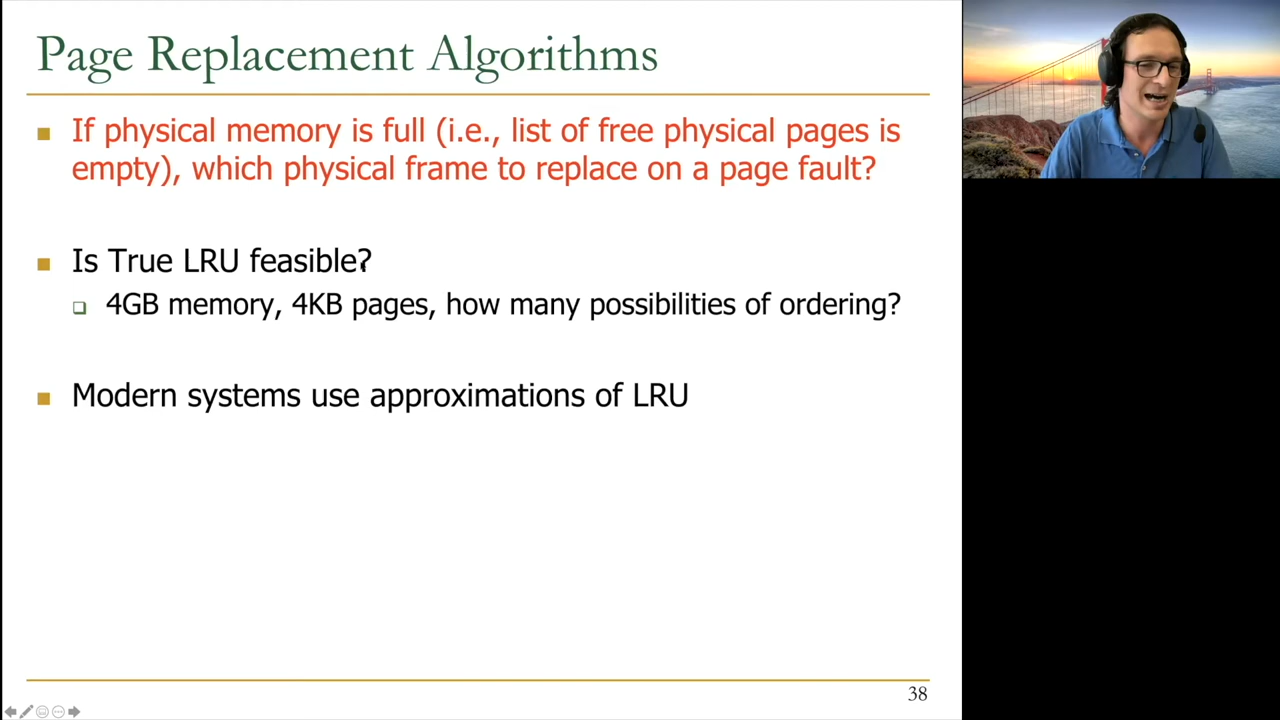 Page Replacement Algorithms
If physical memory is full (i.e., list of free physical pages is
empty), which physical frame to replace on a page fault?
Is True LRU feasible?
4GB memory, 4KB pages, how many possibilities of ordering?
Modern systems use approximations of LRU
38